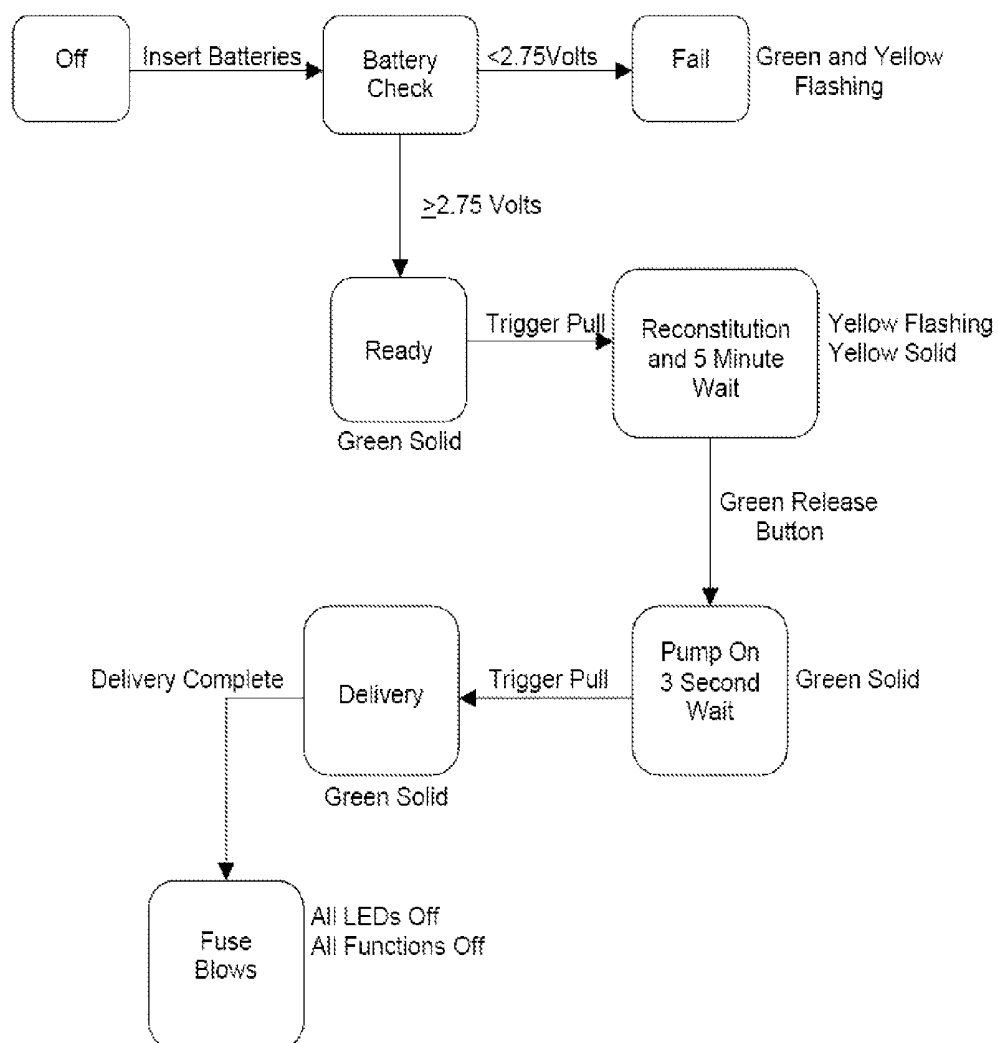 Off
Insert Batteries
Battery
Check
<2.75Volts
Fail
Green and Yellow
Flashing
≥2.75 Volts
Ready
Green Solid
Trigger Pull
Reconstitution
and 5 Minute
Wait
Yellow Flashing
Yellow Solid
Green Release
Button
Pump On
3 Second
Wait
Green Solid
Trigger Pull
Delivery
Green Solid
Delivery Complete
Fuse
Blows
All LEDs Off
All Functions Off